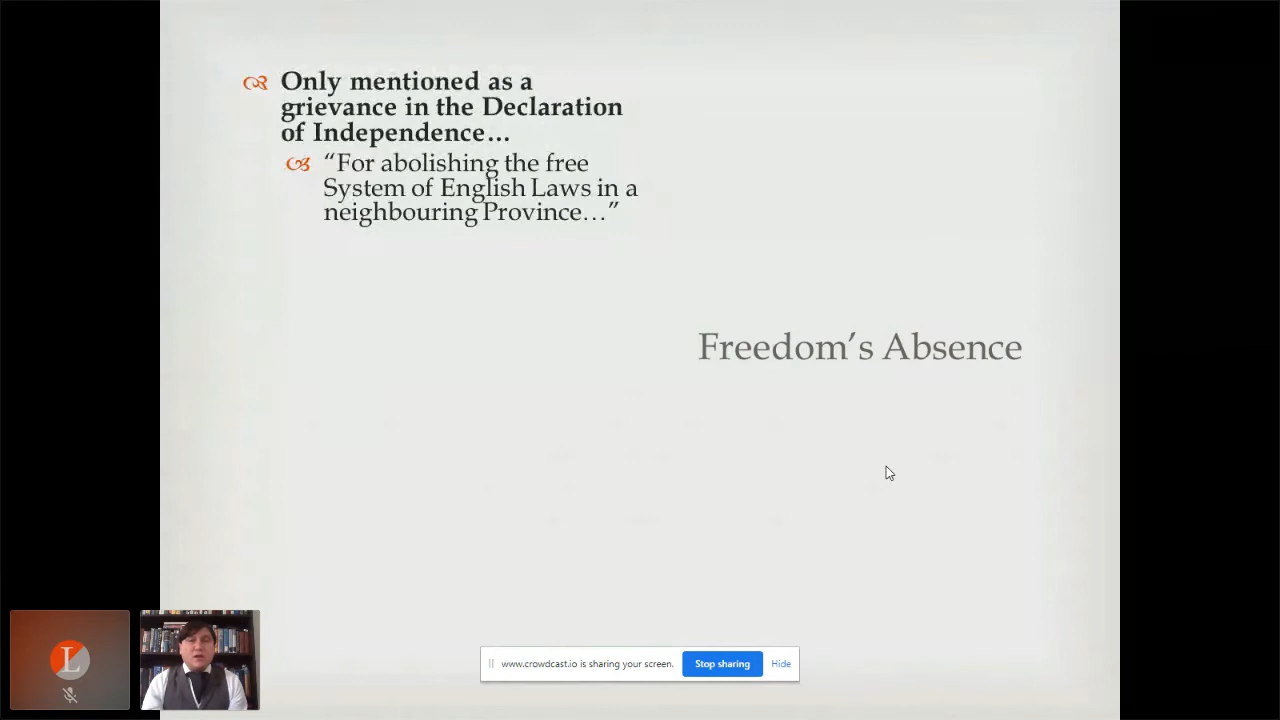 Only mentioned as a
grievance in the Declaration
of Independence…
“For abolishing the free
System of English Laws in a
neighbouring Province…”
Freedom’s Absence
L
www.crowdcast.io is sharing your screen.
Stop sharing
Hide